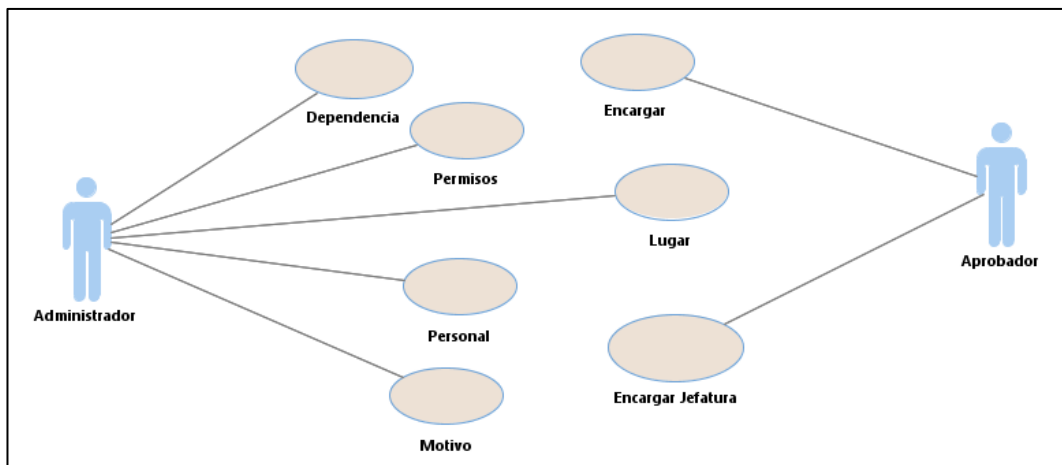 Dependencia
Encargar
Permisos
Lugar
Aprobador
Administrador
Personal
Encargar Jefatura
Motivo